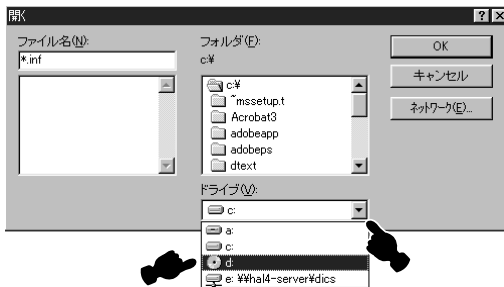 開く
ファイル名(N):
*.inf
フォルダ(F):
c:¥
c:¥
~mssetup.t
Acrobat3
adobeapp
adobeps
dtext
ドライブ(V):
c:
a:
c:
d:
e: ¥¥hal4-server¥dics
OK
キャンセル
ネットワーク(E)...